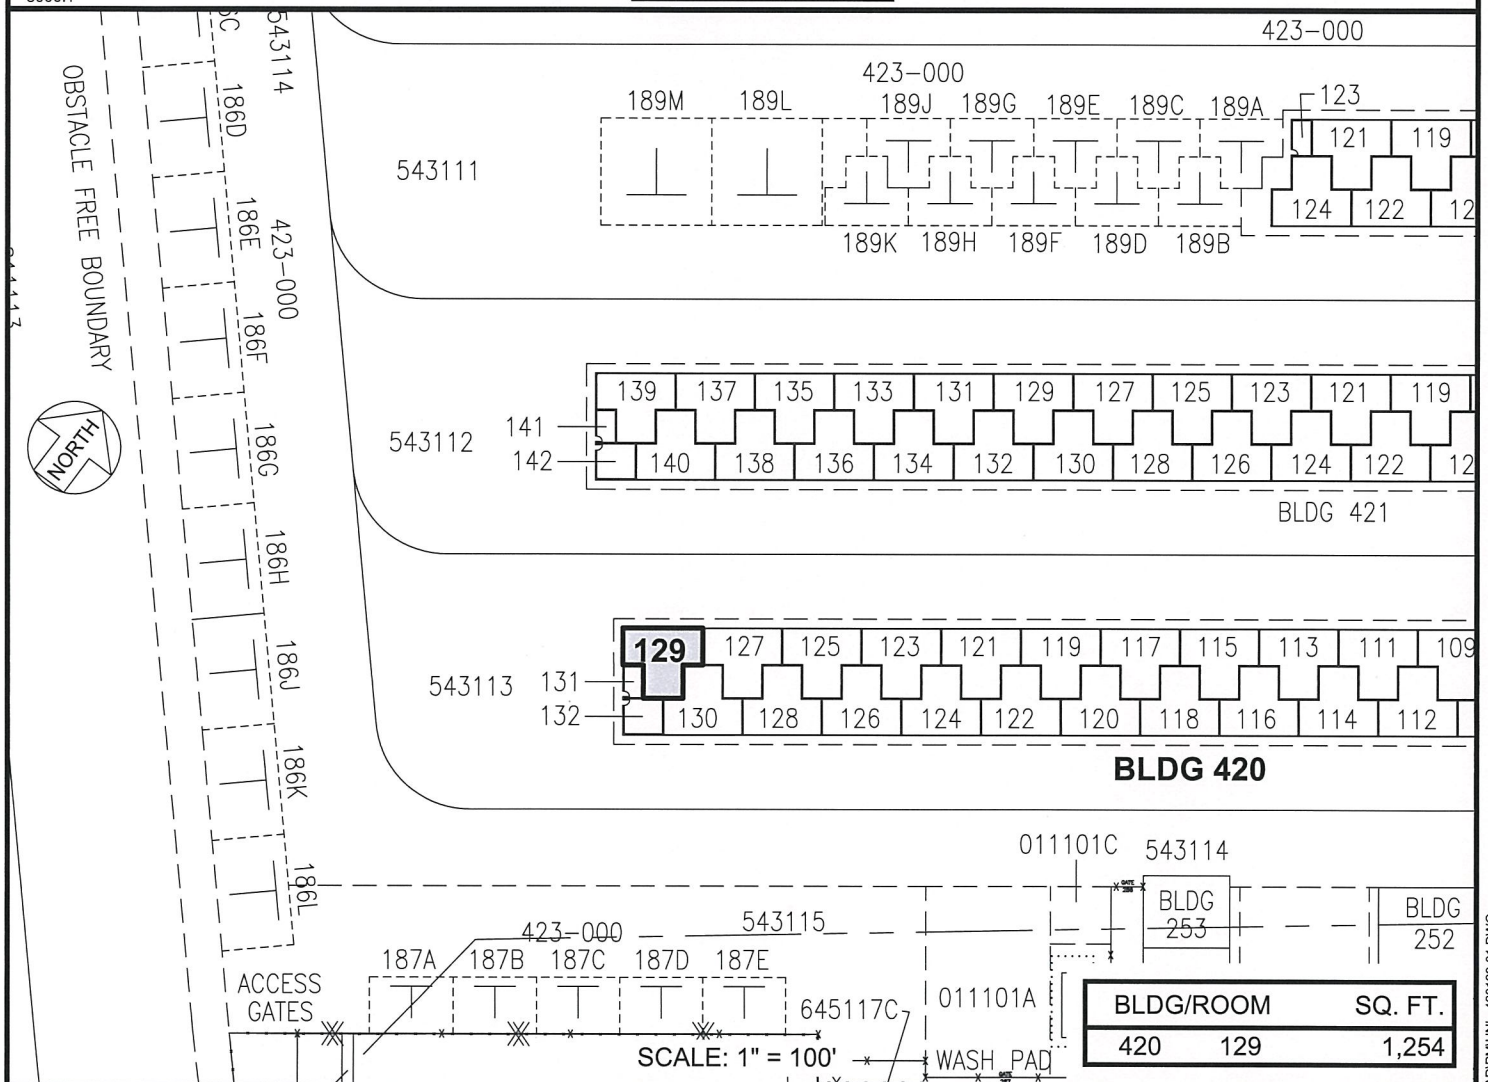 423-000
423-000
189M 189L 189J 189G 189E 189C 189A 123
121 119
543111
124 122 12
189K 189H 189F 189D 189B
543114
186D
186E
423-000
186F
186G
186H
186J
186K
186L
OBSTACLE FREE BOUNDARY
NORTH
139 137 135 133 131 129 127 125 123 121 119
141
543112
142 140 138 136 134 132 130 128 126 124 122 12
BLDG 421
129 127 125 123 121 119 117 115 113 111 109
543113 131
132 130 128 126 124 122 120 118 116 114 112
BLDG 420
011101C 543114
GATE
BLDG
253
BLDG
252
423-000 543115
187A 187B 187C 187D 187E
ACCESS
GATES
645117C 011101A
SCALE: 1" = 100'
WASH PAD
GATE
BLDG/ROOM SQ. FT.
420 129 1,254